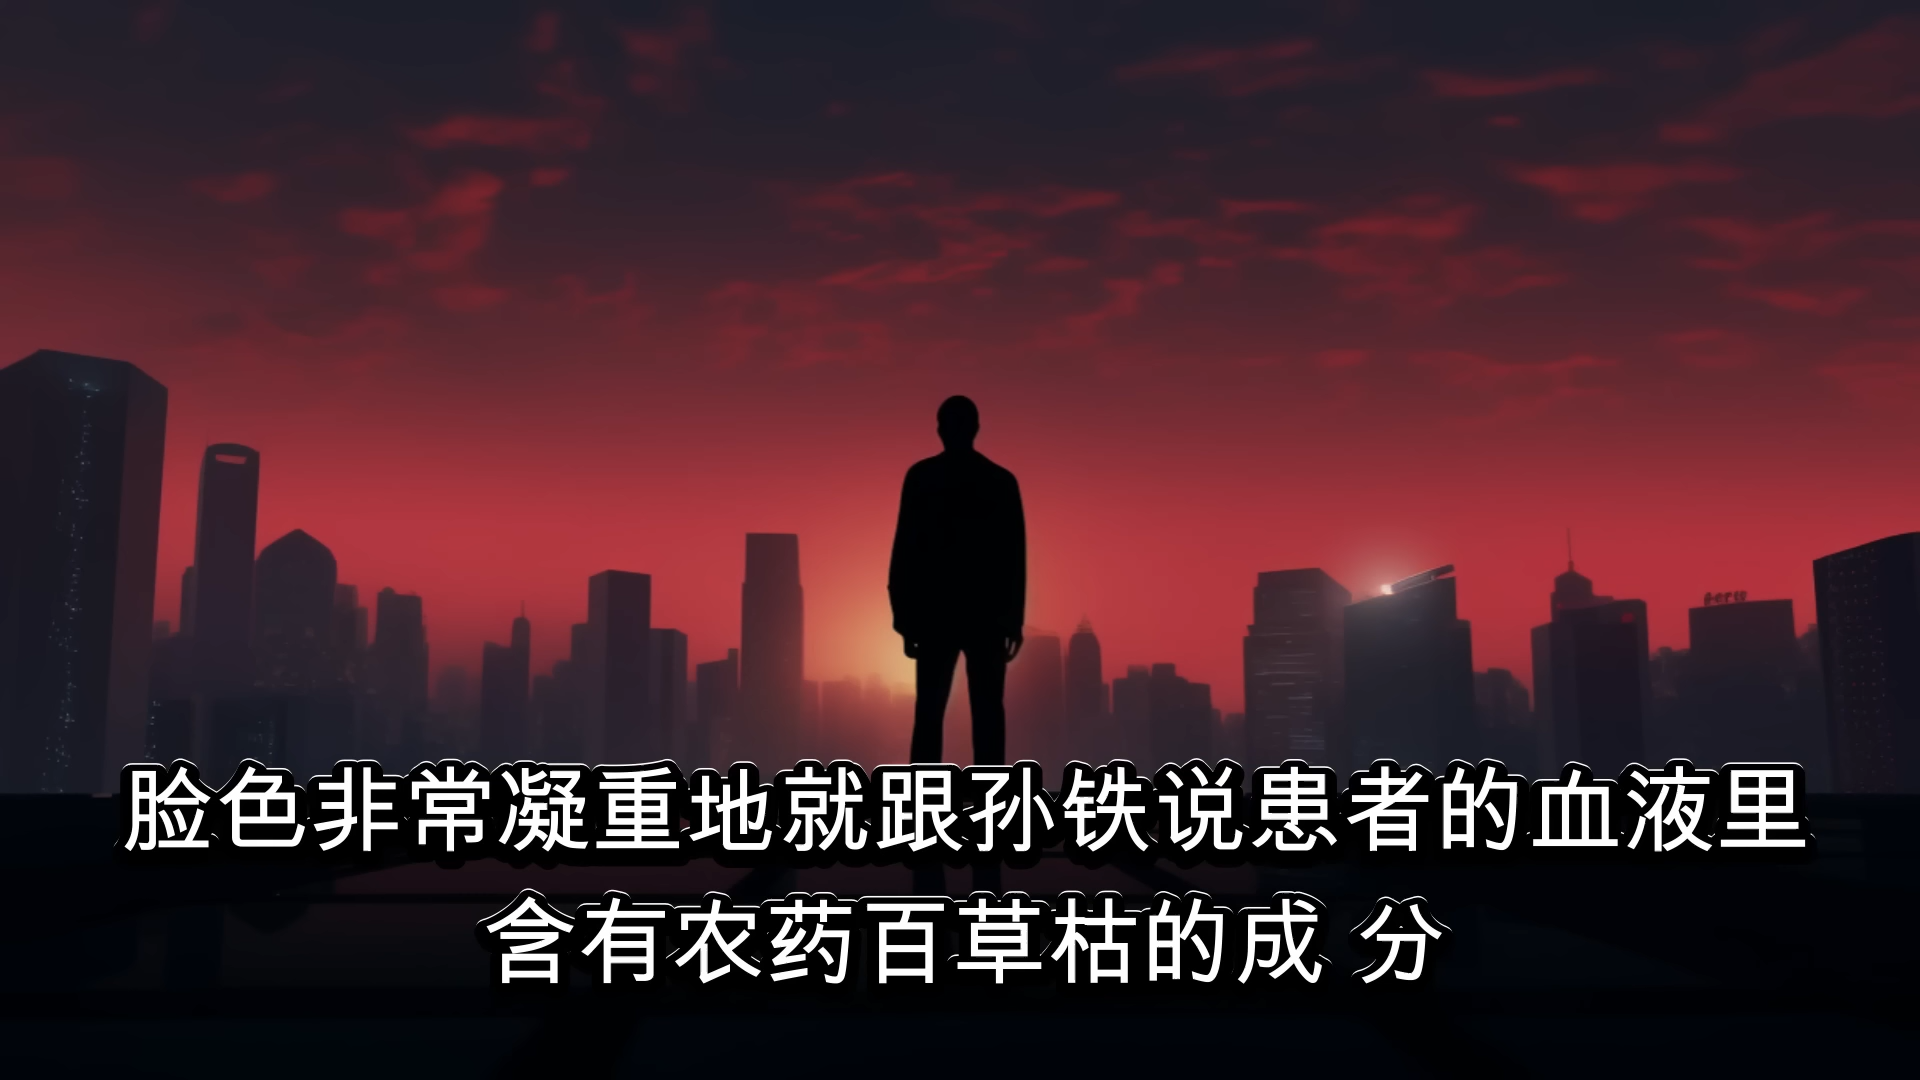 脸色非常凝重地就跟孙铁说患者的血液里
含有农药百草枯的成 分